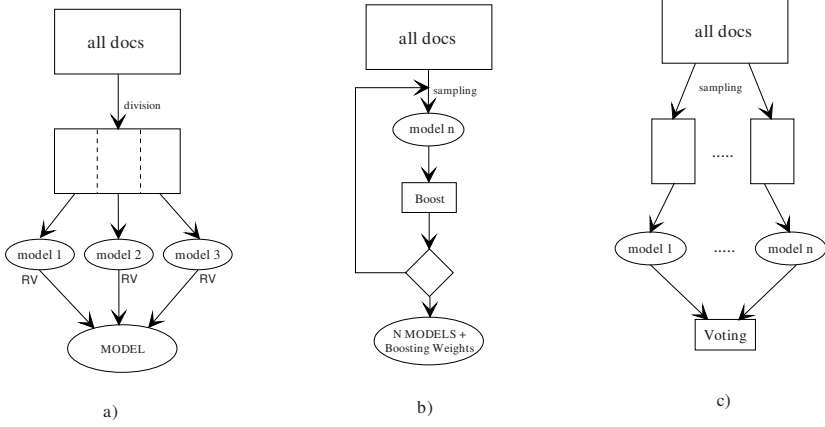 all docs
division
model 1
model 2
model 3
RV
RV
RV
MODEL
a)
all docs
sampling
model n
Boost
N MODELS +
Boosting Weights
b)
all docs
sampling
.....
model 1
.....
model n
Voting
c)